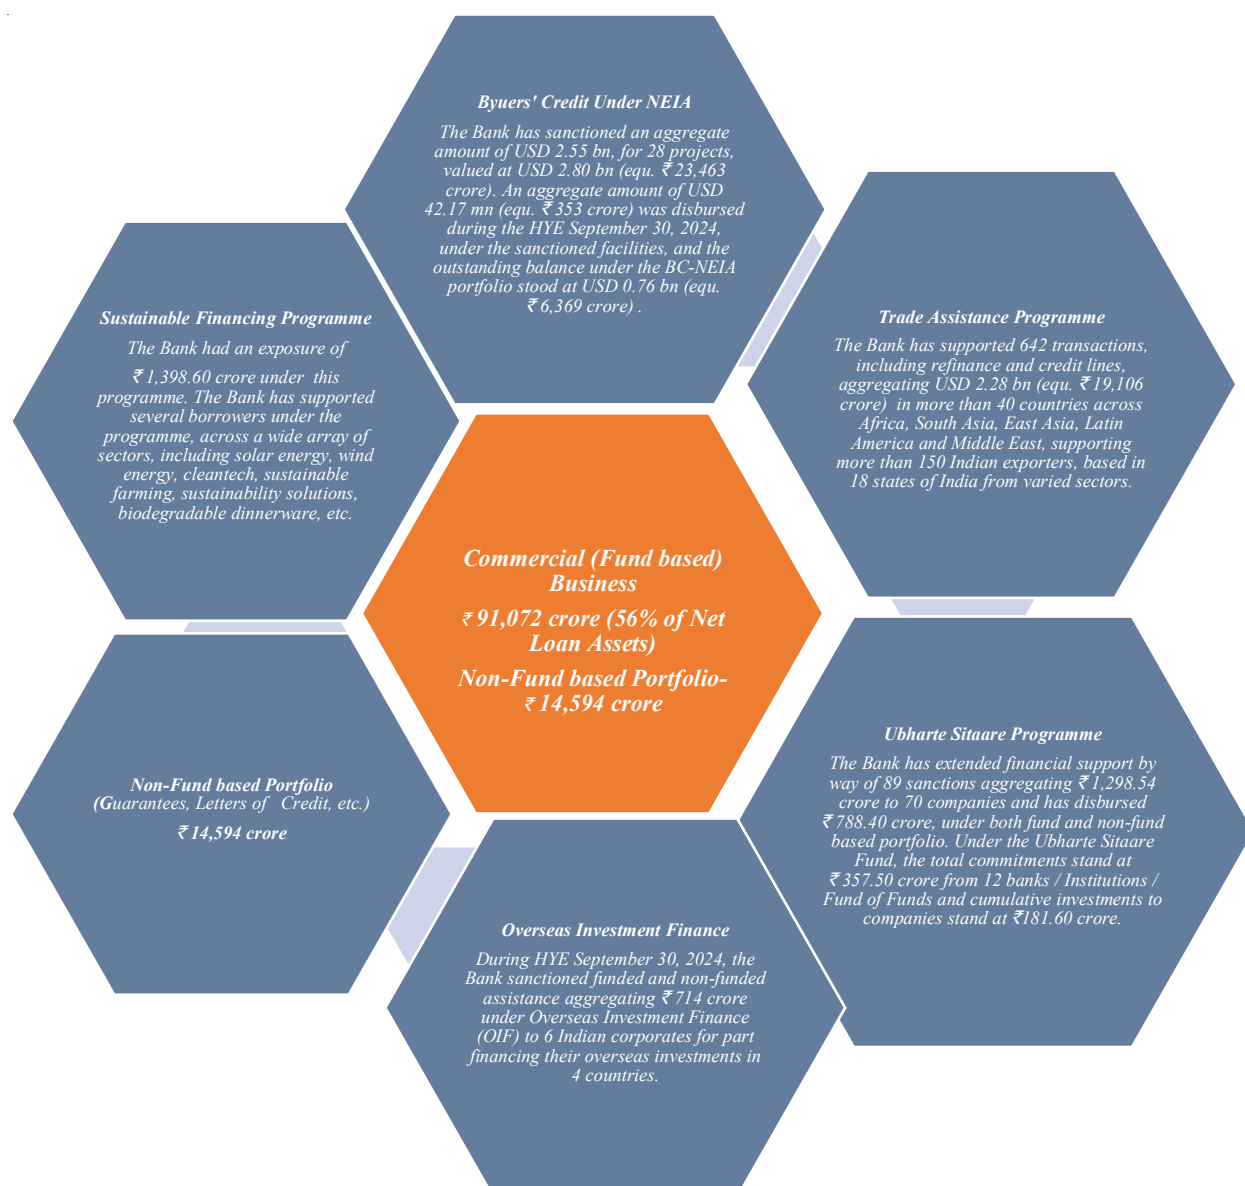 Byuers' Credit Under NEIA
The Bank has sanctioned an aggregate
amount of USD 2.55 bn, for 28 projects,
valued at USD 2.80 bn (equ. ₹ 23,463
crore). An aggregate amount of USD
42.17 mn (equ. ₹ 353 crore) was disbursed
during the HYE September 30, 2024,
under the sanctioned facilities, and the
outstanding balance under the BC-NEIA
portfolio stood at USD 0.76 bn (equ.
₹ 6,369 crore) .
Trade Assistance Programme
The Bank has supported 642 transactions,
including refinance and credit lines,
aggregating USD 2.28 bn (equ. ₹ 19,106
crore) in more than 40 countries across
Africa, South Asia, East Asia, Latin
America and Middle East, supporting
more than 150 Indian exporters, based in
18 states of India from varied sectors.
Ubharte Sitaare Programme
The Bank has extended financial support by
way of 89 sanctions aggregating ₹ 1,298.54
crore to 70 companies and has disbursed
₹ 788.40 crore, under both fund and non-fund
based portfolio. Under the Ubharte Sitaare
Fund, the total commitments stand at
₹ 357.50 crore from 12 banks / Institutions /
Fund of Funds and cumulative investments to
companies stand at ₹181.60 crore.
Overseas Investment Finance
During HYE September 30, 2024, the
Bank sanctioned funded and non-funded
assistance aggregating ₹ 714 crore
under Overseas Investment Finance
(OIF) to 6 Indian corporates for part
financing their overseas investments in
4 countries.
Non-Fund based Portfolio
(Guarantees, Letters of Credit, etc.)
₹ 14,594 crore
Sustainable Financing Programme
The Bank had an exposure of
₹ 1,398.60 crore under this
programme. The Bank has supported
several borrowers under the
programme, across a wide array of
sectors, including solar energy, wind
energy, cleantech, sustainable
farming, sustainability solutions,
biodegradable dinnerware, etc.
Commercial (Fund based)
Business
₹ 91,072 crore (56% of Net
Loan Assets)
Non-Fund based Portfolio-
₹ 14,594 crore